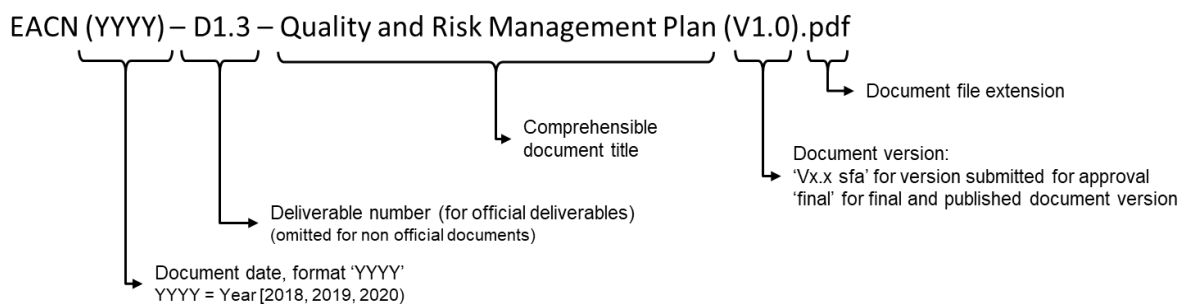 EACN (YYYY) – D1.3 – Quality and Risk Management Plan (V1.0).pdf
Document file extension
Comprehensible
document title
Document version:
‘Vx.x sfa’ for version submitted for approval
‘final’ for final and published document version
Deliverable number (for official deliverables)
(omitted for non official documents)
Document date, format ‘YYYY’
YYYY = Year [2018, 2019, 2020)